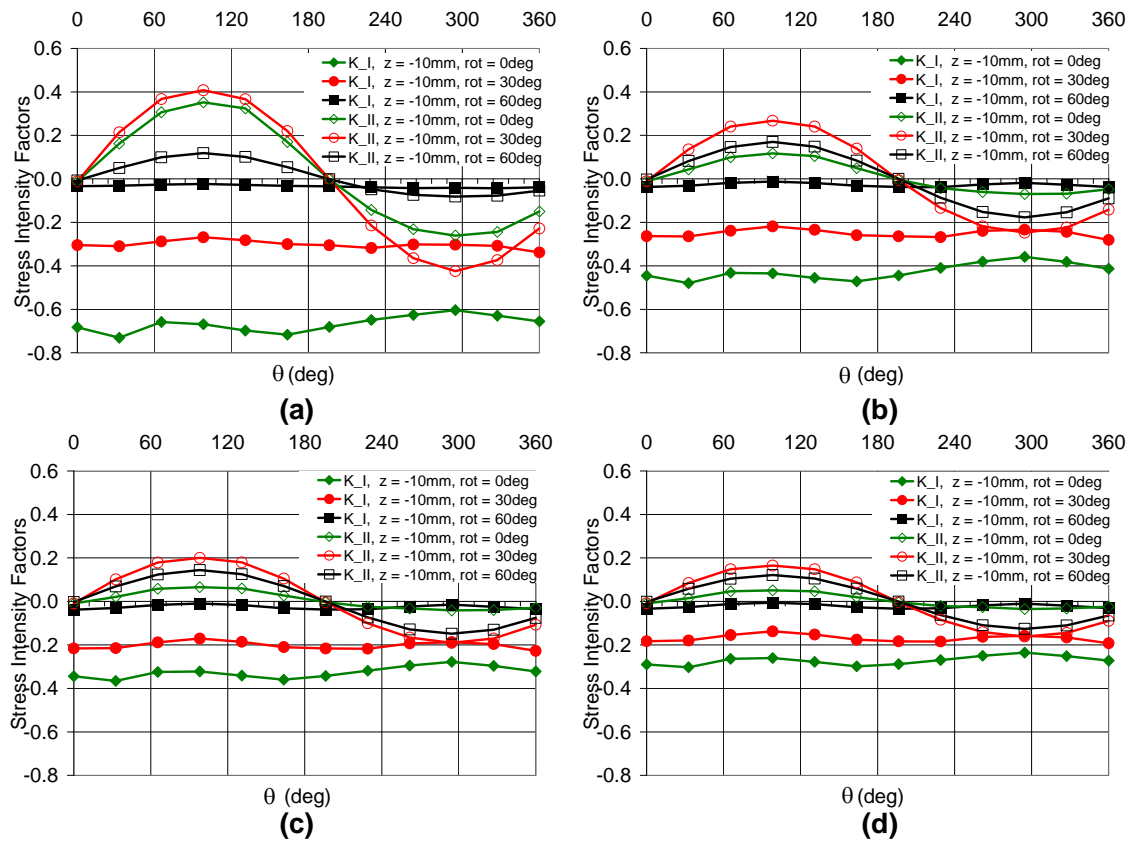 0 60 120 180 240 300 360
0.6
0.4
0.2
0.0
-0.2
-0.4
-0.6
-0.8
Stress Intensity Factors
K_I, z = -10mm, rot = 0deg
K_I, z = -10mm, rot = 30deg
K_I, z = -10mm, rot = 60deg
K_II, z = -10mm, rot = 0deg
K_II, z = -10mm, rot = 30deg
K_II, z = -10mm, rot = 60deg
θ (deg)
(a)
0 60 120 180 240 300 360
0.6
0.4
0.2
0.0
-0.2
-0.4
-0.6
-0.8
Stress Intensity Factors
K_I, z = -10mm, rot = 0deg
K_I, z = -10mm, rot = 30deg
K_I, z = -10mm, rot = 60deg
K_II, z = -10mm, rot = 0deg
K_II, z = -10mm, rot = 30deg
K_II, z = -10mm, rot = 60deg
θ (deg)
(b)
0 60 120 180 240 300 360
0.6
0.4
0.2
0.0
-0.2
-0.4
-0.6
-0.8
Stress Intensity Factors
K_I, z = -10mm, rot = 0deg
K_I, z = -10mm, rot = 30deg
K_I, z = -10mm, rot = 60deg
K_II, z = -10mm, rot = 0deg
K_II, z = -10mm, rot = 30deg
K_II, z = -10mm, rot = 60deg
θ (deg)
(c)
0 60 120 180 240 300 360
0.6
0.4
0.2
0.0
-0.2
-0.4
-0.6
-0.8
Stress Intensity Factors
K_I, z = -10mm, rot = 0deg
K_I, z = -10mm, rot = 30deg
K_I, z = -10mm, rot = 60deg
K_II, z = -10mm, rot = 0deg
K_II, z = -10mm, rot = 30deg
K_II, z = -10mm, rot = 60deg
θ (deg)
(d)